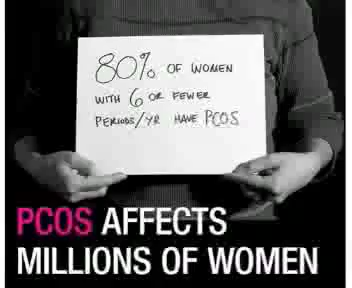 80% OF WOMEN
WITH 6 OR FEWER
PERIODS/YR HAVE PCOS
PCOS AFFECTS
MILLIONS OF WOMEN